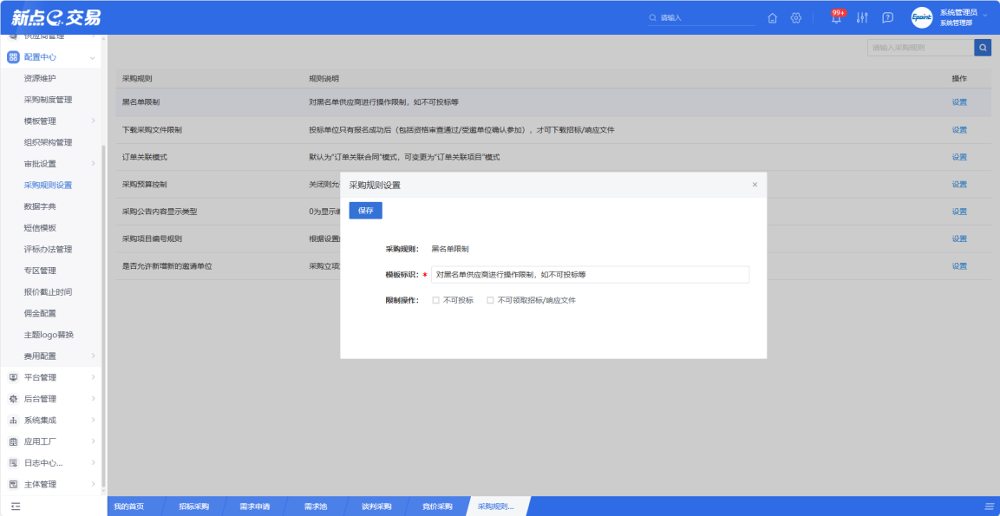 新点e交易
请输入
99+
Epoint
系统管理员
系统管理部
供应商管理
配置中心
资源维护
采购制度管理
模板管理
组织架构管理
审批设置
采购规则设置
数据字典
短信模板
评标办法管理
专区管理
报价截止时间
佣金配置
主题logo替换
费用配置
平台管理
后台管理
系统集成
应用工厂
日志中心...
主体管理
请输入采购规则
采购规则 规则说明 操作
黑名单限制 对黑名单供应商进行操作限制，如不可投标等 设置
下载采购文件限制 投标单位只有报名成功后（包括资格审查通过/受邀单位确认参加），才可下载招标/响应文件 设置
订单关联模式 默认为“订单关联合同”模式，可变更为“订单关联项目”模式 设置
采购预算控制 关闭则允 设置
采购公告内容显示类型 0为显示 设置
采购项目编号规则 根据设置 设置
是否允许新增新的邀请单位 采购立项 设置
采购规则设置 ×
保存
采购规则： 黑名单限制
模板标识：* 对黑名单供应商进行操作限制，如不可投标等
限制操作： 不可投标 不可领取招标/响应文件
我的首页 招标采购 需求申请 需求池 谈判采购 竞价采购 采购规则...